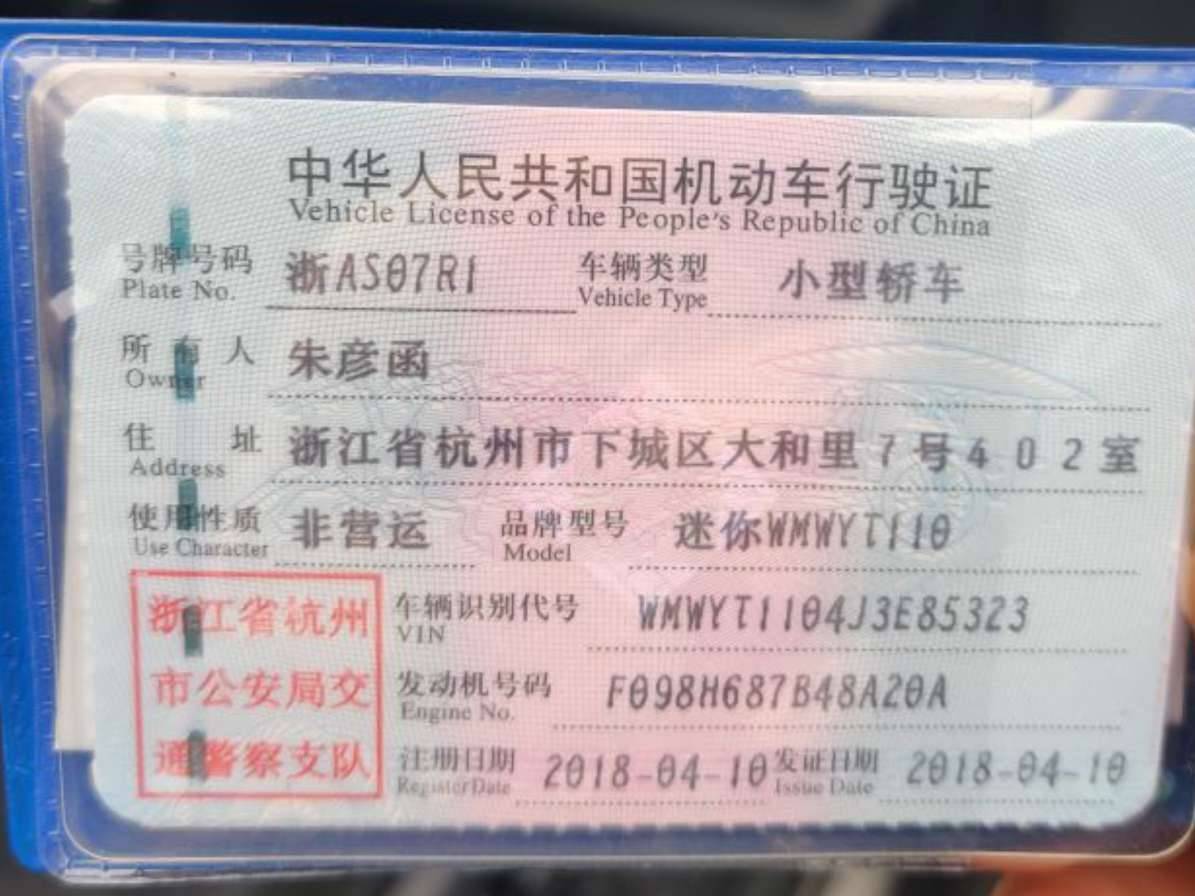 中华人民共和国机动车行驶证
Vehicle License of the People's Republic of China
号牌号码 浙AS07R1 车辆类型 小型轿车
Plate No. Vehicle Type
所有人 朱彦函
Owner
住址 浙江省杭州市下城区大和里7号402室
Address
使用性质 非营运 品牌型号 迷你WMWYT110
Use Character Model
浙江省杭州
市公安局交
通警察支队
车辆识别代号 WMWYT1104J3E85323
VIN
发动机号码 F098H687B48A20A
Engine No.
注册日期 2018-04-10 发证日期 2018-04-10
Register Date Issue Date